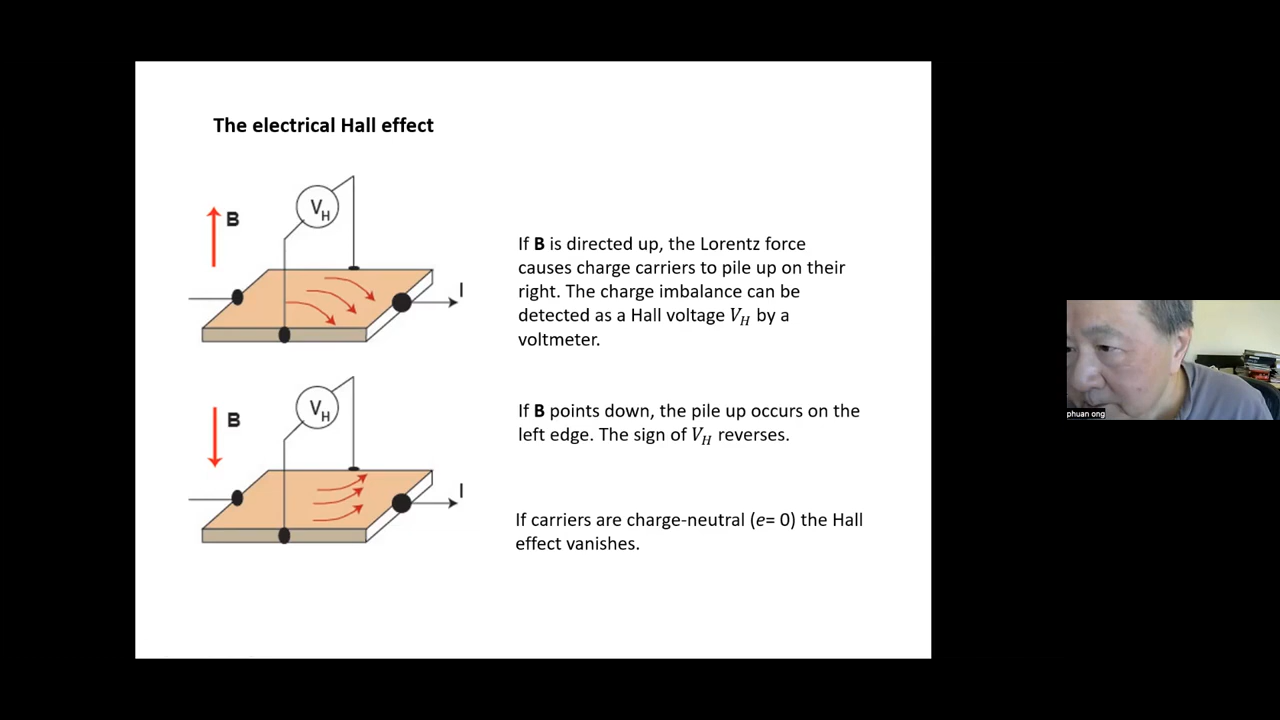 The electrical Hall effect
V_H
B
I
If B is directed up, the Lorentz force
causes charge carriers to pile up on their
right. The charge imbalance can be
detected as a Hall voltage V_H by a
voltmeter.
V_H
B
I
If B points down, the pile up occurs on the
left edge. The sign of V_H reverses.
If carriers are charge-neutral (e= 0) the Hall
effect vanishes.
phuan ong